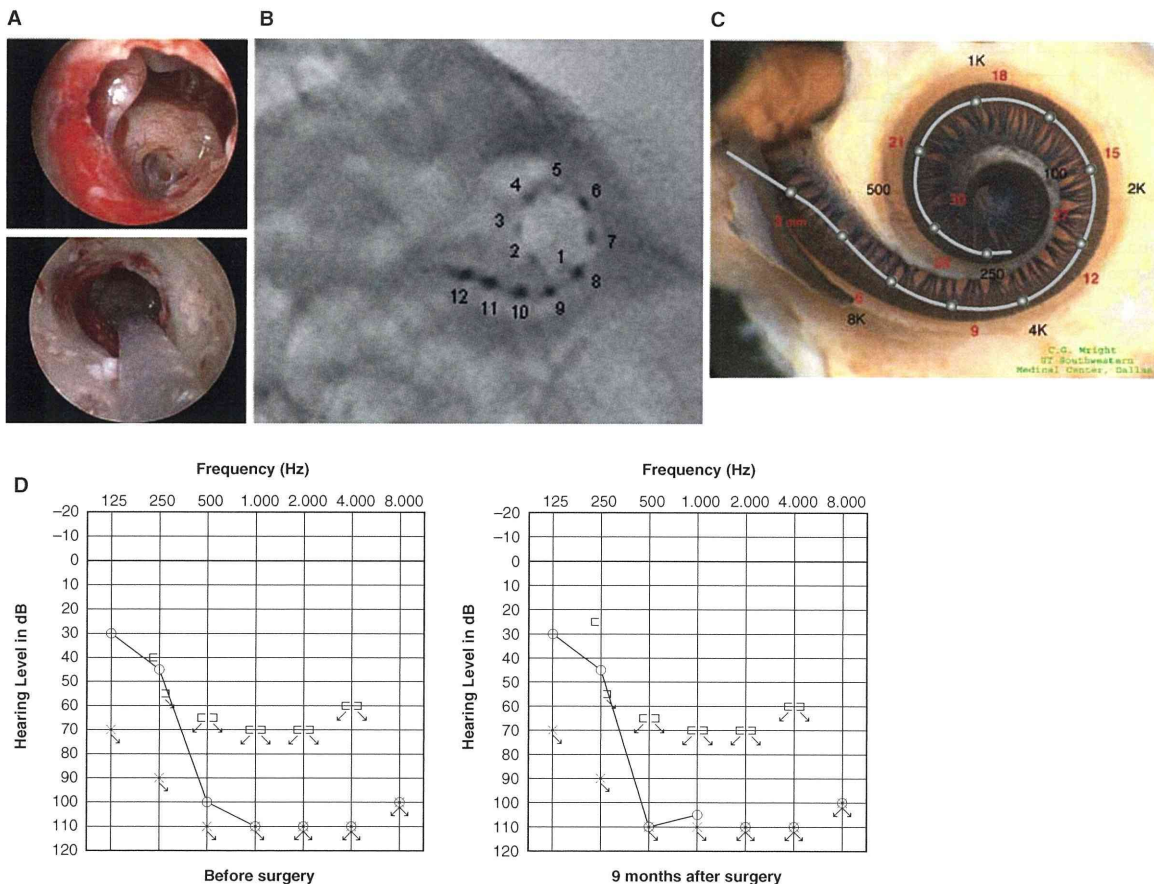 A
B
C
5
4
6
3
7
2
1
8
12
11
10
9
1K
18
21
15
100
2K
500
30
3 mm
250
12
6
8K
9
4K
C.G. Wright
UT Southwestern
Medical Center, Dallas
D
Frequency (Hz)
125 250 500 1.000 2.000 4.000 8.000
Hearing Level in dB
–20
–10
0
10
20
30
40
50
60
70
80
90
100
110
120
Before surgery
Frequency (Hz)
125 250 500 1.000 2.000 4.000 8.000
Hearing Level in dB
–20
–10
0
10
20
30
40
50
60
70
80
90
100
110
120
9 months after surgery